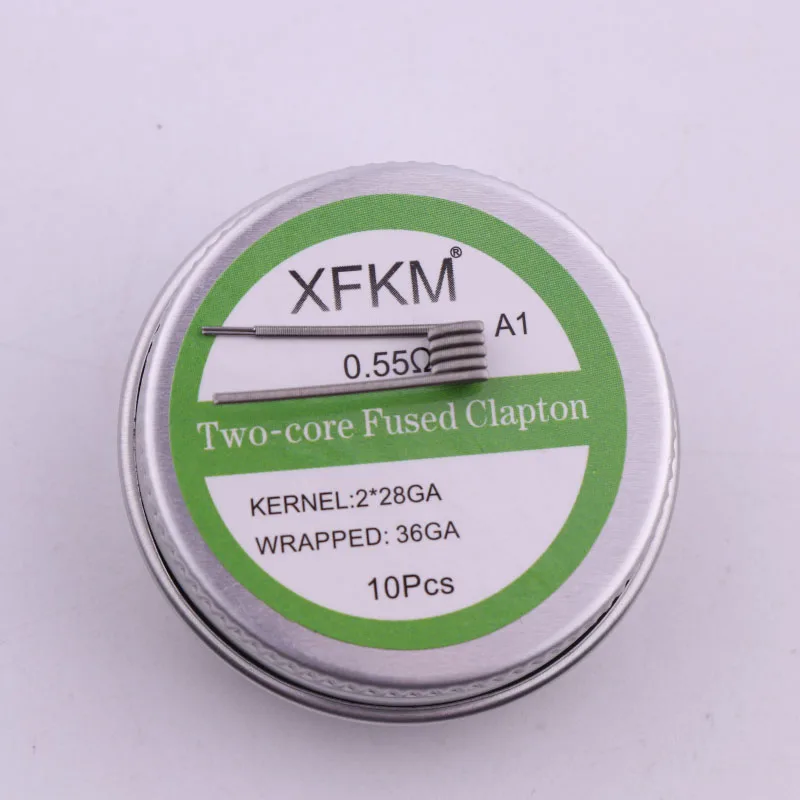 XFKM®
A1
0.55Ω
Two-core Fused Clapton
KERNEL:2*28GA
WRAPPED: 36GA
10Pcs